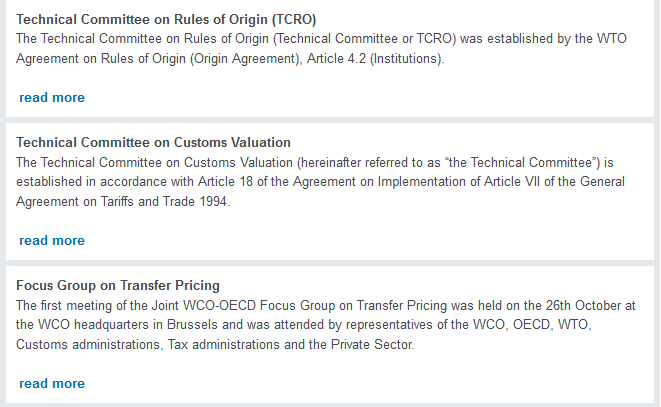 Technical Committee on Rules of Origin (TCRO)
The Technical Committee on Rules of Origin (Technical Committee or TCRO) was established by the WTO
Agreement on Rules of Origin (Origin Agreement), Article 4.2 (Institutions).
read more
Technical Committee on Customs Valuation
The Technical Committee on Customs Valuation (hereinafter referred to as “the Technical Committee”) is
established in accordance with Article 18 of the Agreement on Implementation of Article VII of the General
Agreement on Tariffs and Trade 1994.
read more
Focus Group on Transfer Pricing
The first meeting of the Joint WCO-OECD Focus Group on Transfer Pricing was held on the 26th October at
the WCO headquarters in Brussels and was attended by representatives of the WCO, OECD, WTO,
Customs administrations, Tax administrations and the Private Sector.
read more